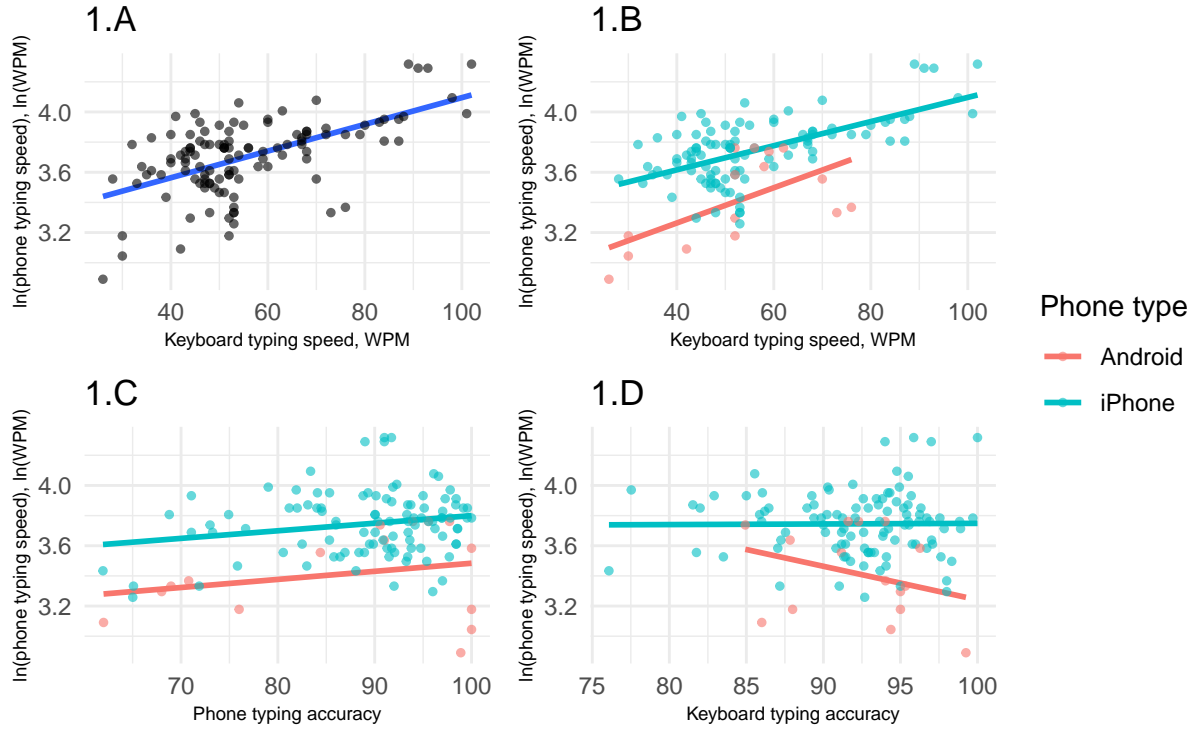 1.A
ln(phone typing speed), ln(WPM)
4.0
3.6
3.2
40 60 80 100
Keyboard typing speed, WPM
1.B
ln(phone typing speed), ln(WPM)
4.0
3.6
3.2
40 60 80 100
Keyboard typing speed, WPM
1.C
ln(phone typing speed), ln(WPM)
4.0
3.6
3.2
70 80 90 100
Phone typing accuracy
1.D
ln(phone typing speed), ln(WPM)
4.0
3.6
3.2
75 80 85 90 95 100
Keyboard typing accuracy
Phone type
Android
iPhone